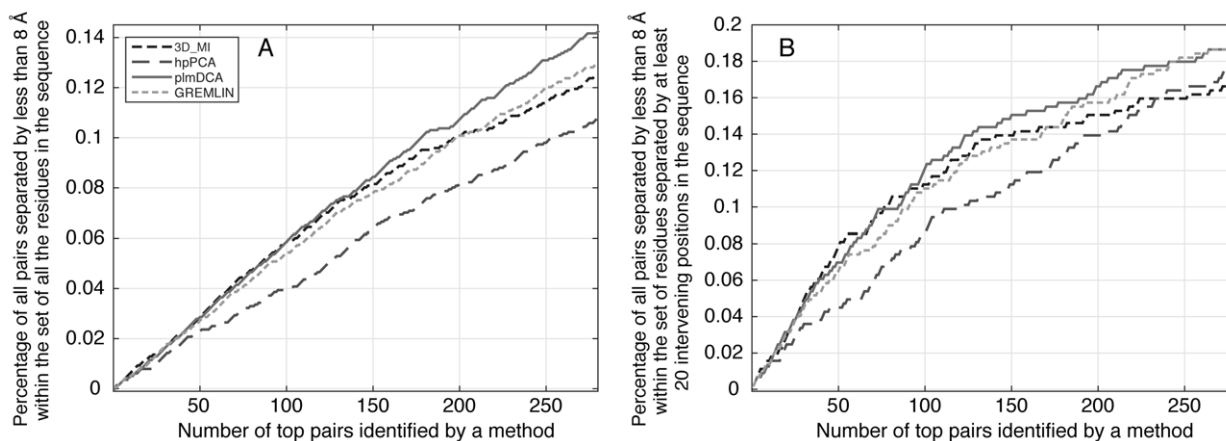 Percentage of all pairs separated by less than 8 Å
within the set of all the residues in the sequence
0.14
0.12
0.1
0.08
0.06
0.04
0.02
0
3D_MI
hpPCA
plmDCA
GREMLIN
A
0
50
100
150
200
250
Number of top pairs identified by a method
Percentage of all pairs separated by less than 8 Å
within the set of residues separated by at least
20 intervening positions in the sequence
0.2
0.18
0.16
0.14
0.12
0.1
0.08
0.06
0.04
0.02
0
B
0
50
100
150
200
250
Number of top pairs identified by a method